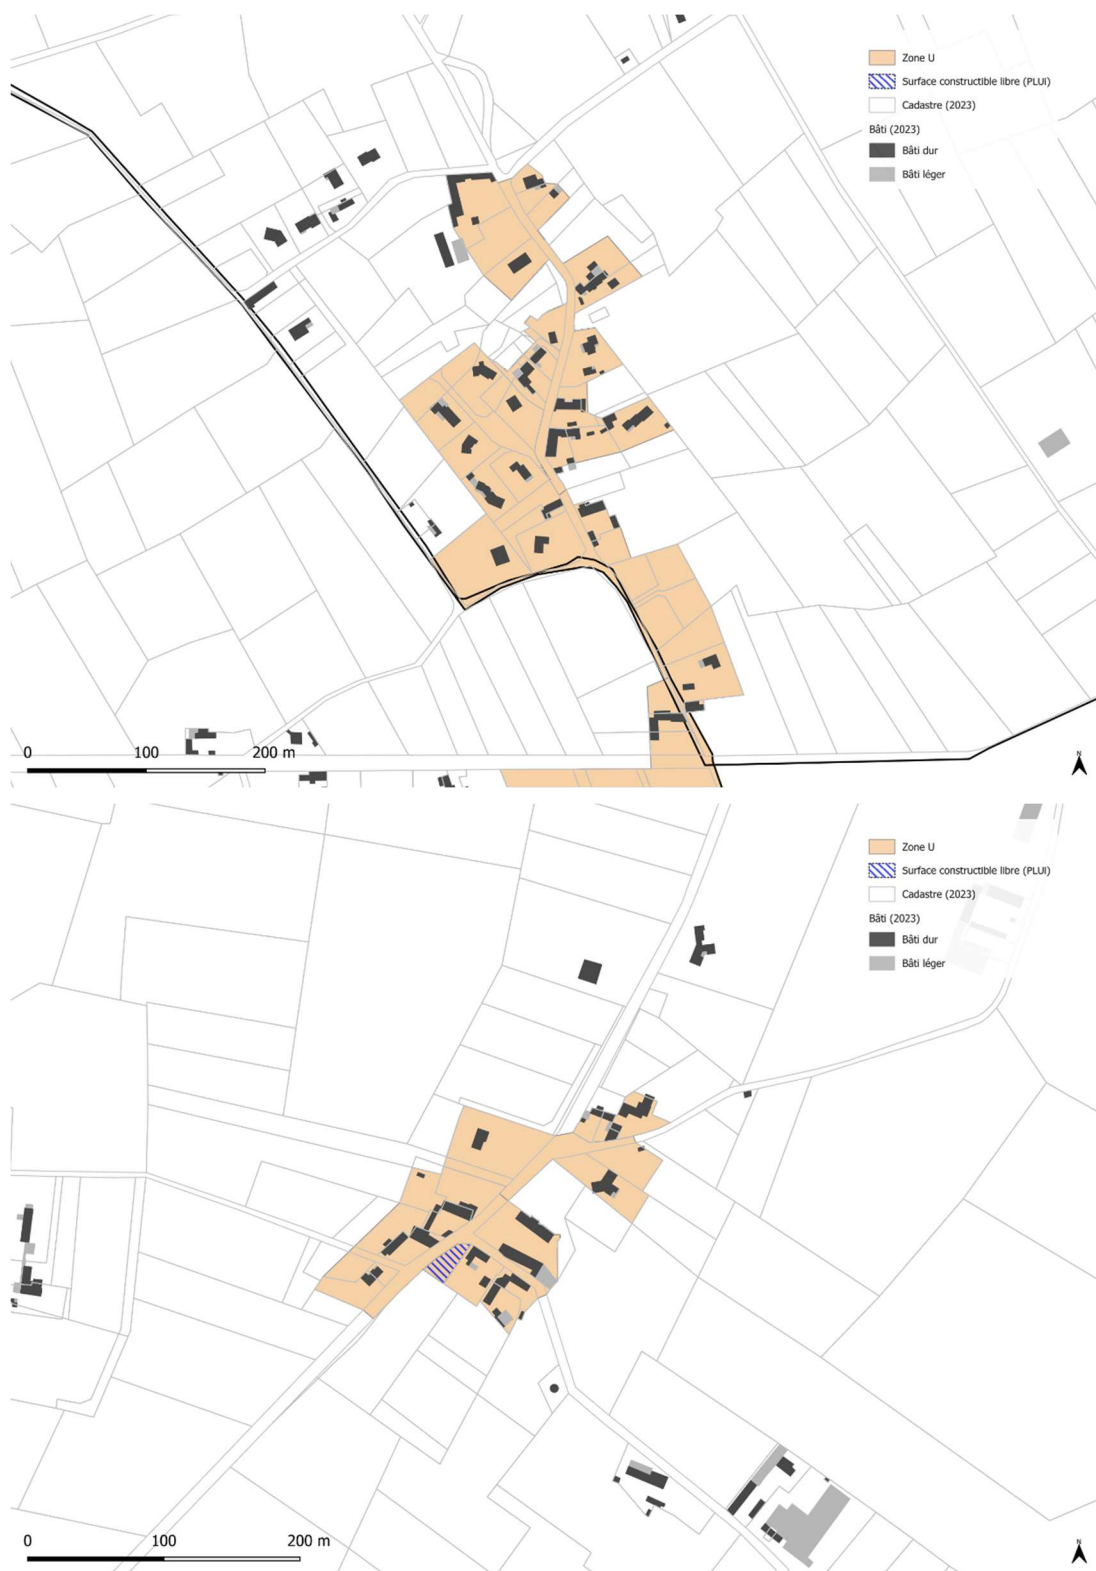 Zone U
Surface constructible libre (PLUi)
Cadastre (2023)
Bâti (2023)
Bâti dur
Bâti léger
0 100 200 m
N
Zone U
Surface constructible libre (PLUi)
Cadastre (2023)
Bâti (2023)
Bâti dur
Bâti léger
0 100 200 m
N